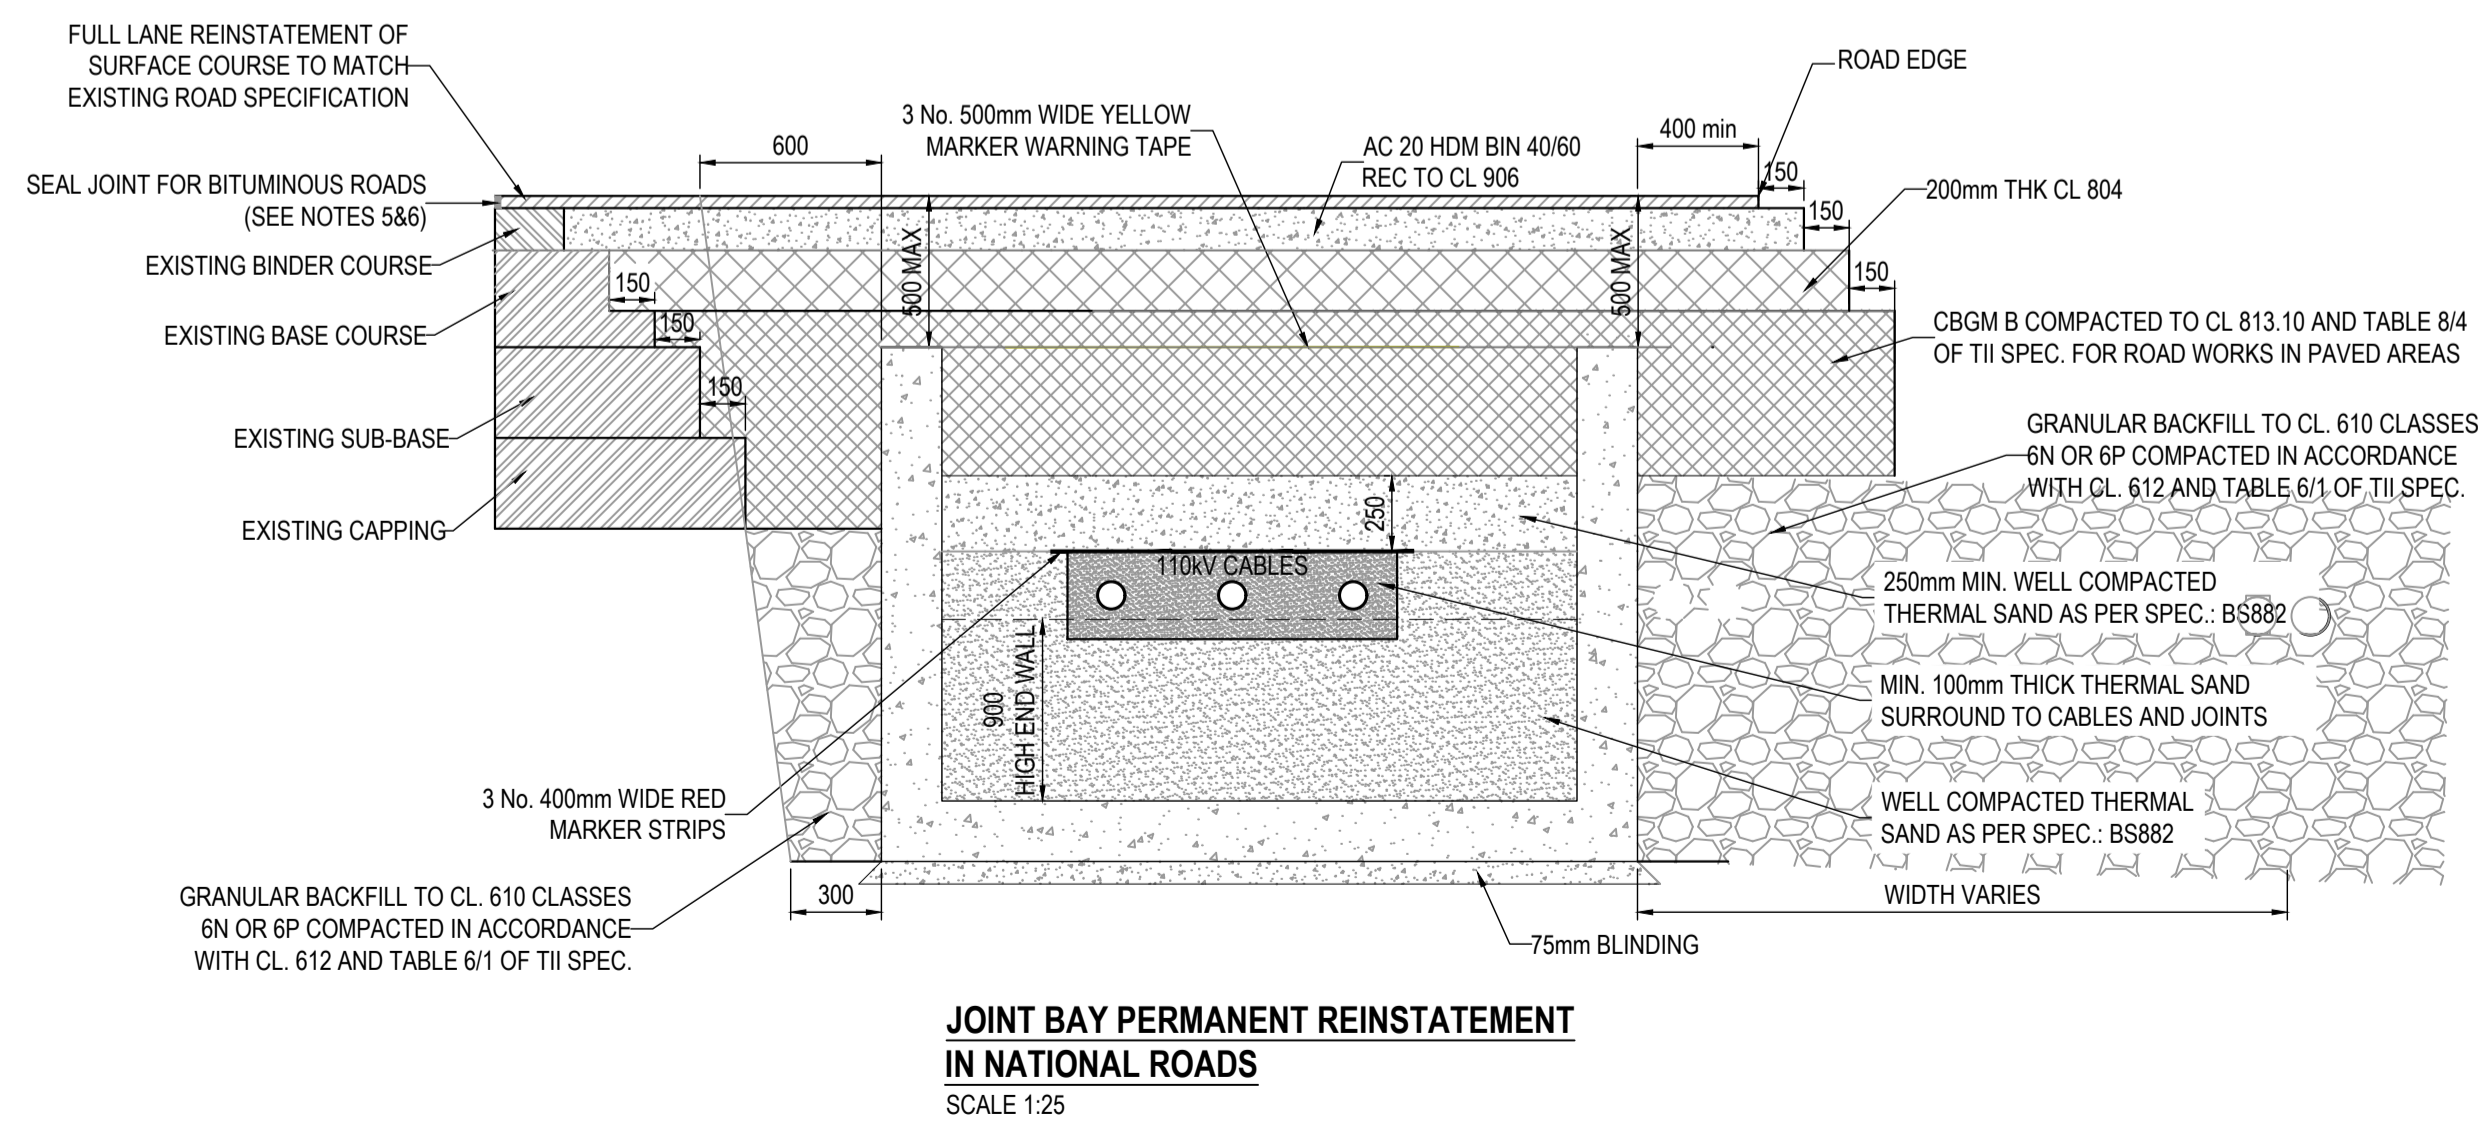 FULL LANE REINSTATEMENT OF
SURFACE COURSE TO MATCH
EXISTING ROAD SPECIFICATION
SEAL JOINT FOR BITUMINOUS ROADS
(SEE NOTES 5&6)
EXISTING BINDER COURSE
EXISTING BASE COURSE
EXISTING SUB-BASE
EXISTING CAPPING
3 No. 400mm WIDE RED
MARKER STRIPS
GRANULAR BACKFILL TO CL. 610 CLASSES
6N OR 6P COMPACTED IN ACCORDANCE
WITH CL. 612 AND TABLE 6/1 OF TII SPEC.
600
3 No. 500mm WIDE YELLOW
MARKER WARNING TAPE
AC 20 HDM BIN 40/60
REC TO CL 906
400 min
ROAD EDGE
150
150
150
200mm THK CL 804
500 MAX
500 MAX
150
150
150
CBGM B COMPACTED TO CL 813.10 AND TABLE 8/4
OF TII SPEC. FOR ROAD WORKS IN PAVED AREAS
GRANULAR BACKFILL TO CL. 610 CLASSES
6N OR 6P COMPACTED IN ACCORDANCE
WITH CL. 612 AND TABLE 6/1 OF TII SPEC.
250
110kV CABLES
250mm MIN. WELL COMPACTED
THERMAL SAND AS PER SPEC.: BS882
MIN. 100mm THICK THERMAL SAND
SURROUND TO CABLES AND JOINTS
900
HIGH END WALL
WELL COMPACTED THERMAL
SAND AS PER SPEC.: BS882
300
WIDTH VARIES
75mm BLINDING
JOINT BAY PERMANENT REINSTATEMENT
IN NATIONAL ROADS
SCALE 1:25